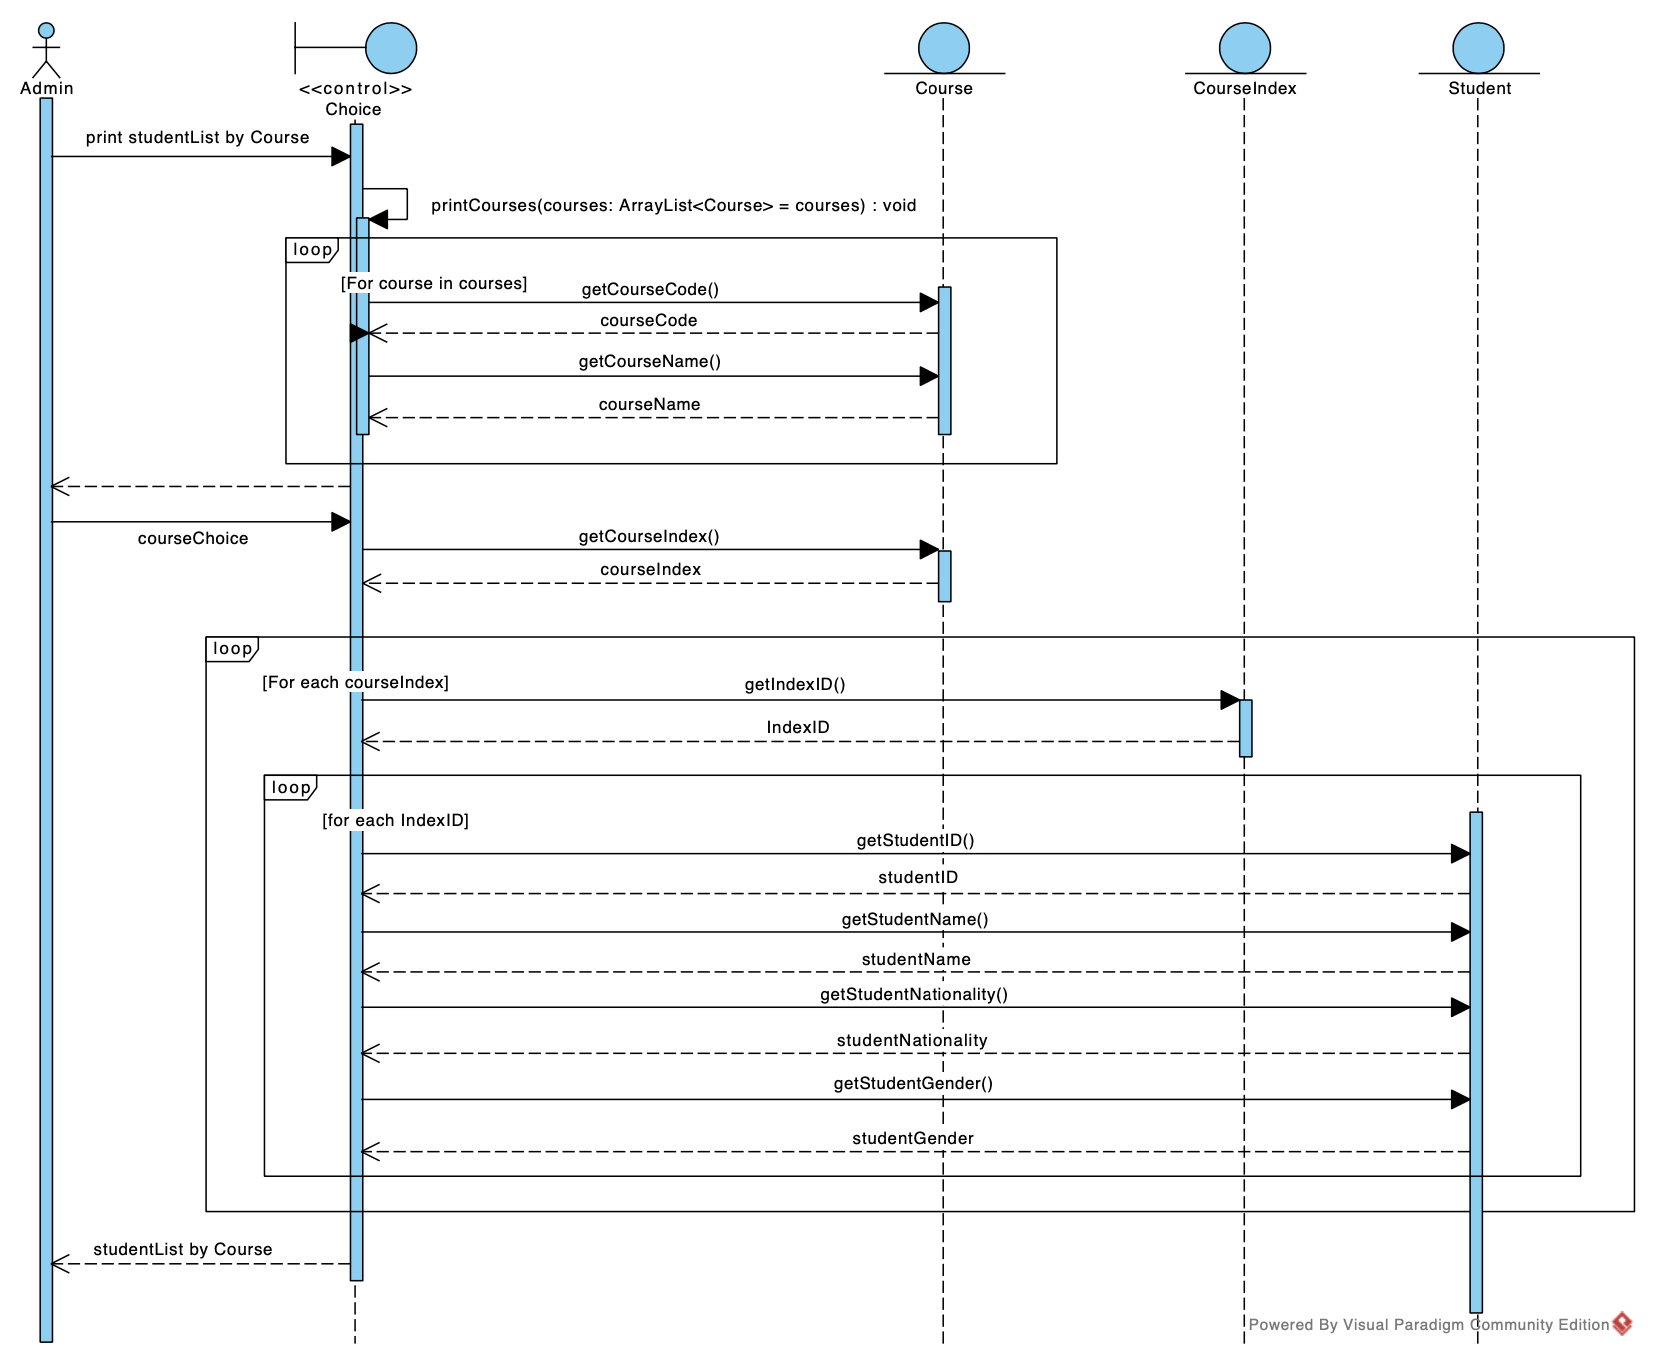 Admin
<<control>>
Choice
Course
CourseIndex
Student
print studentList by Course
printCourses(courses: ArrayList<Course> = courses) : void
loop
[For course in courses]
getCourseCode()
courseCode
getCourseName()
courseName
courseChoice
getCourseIndex()
courseIndex
loop
[For each courseIndex]
getIndexID()
IndexID
loop
[for each IndexID]
getStudentID()
studentID
getStudentName()
studentName
getStudentNationality()
studentNationality
getStudentGender()
studentGender
studentList by Course
Powered By Visual Paradigm Community Edition